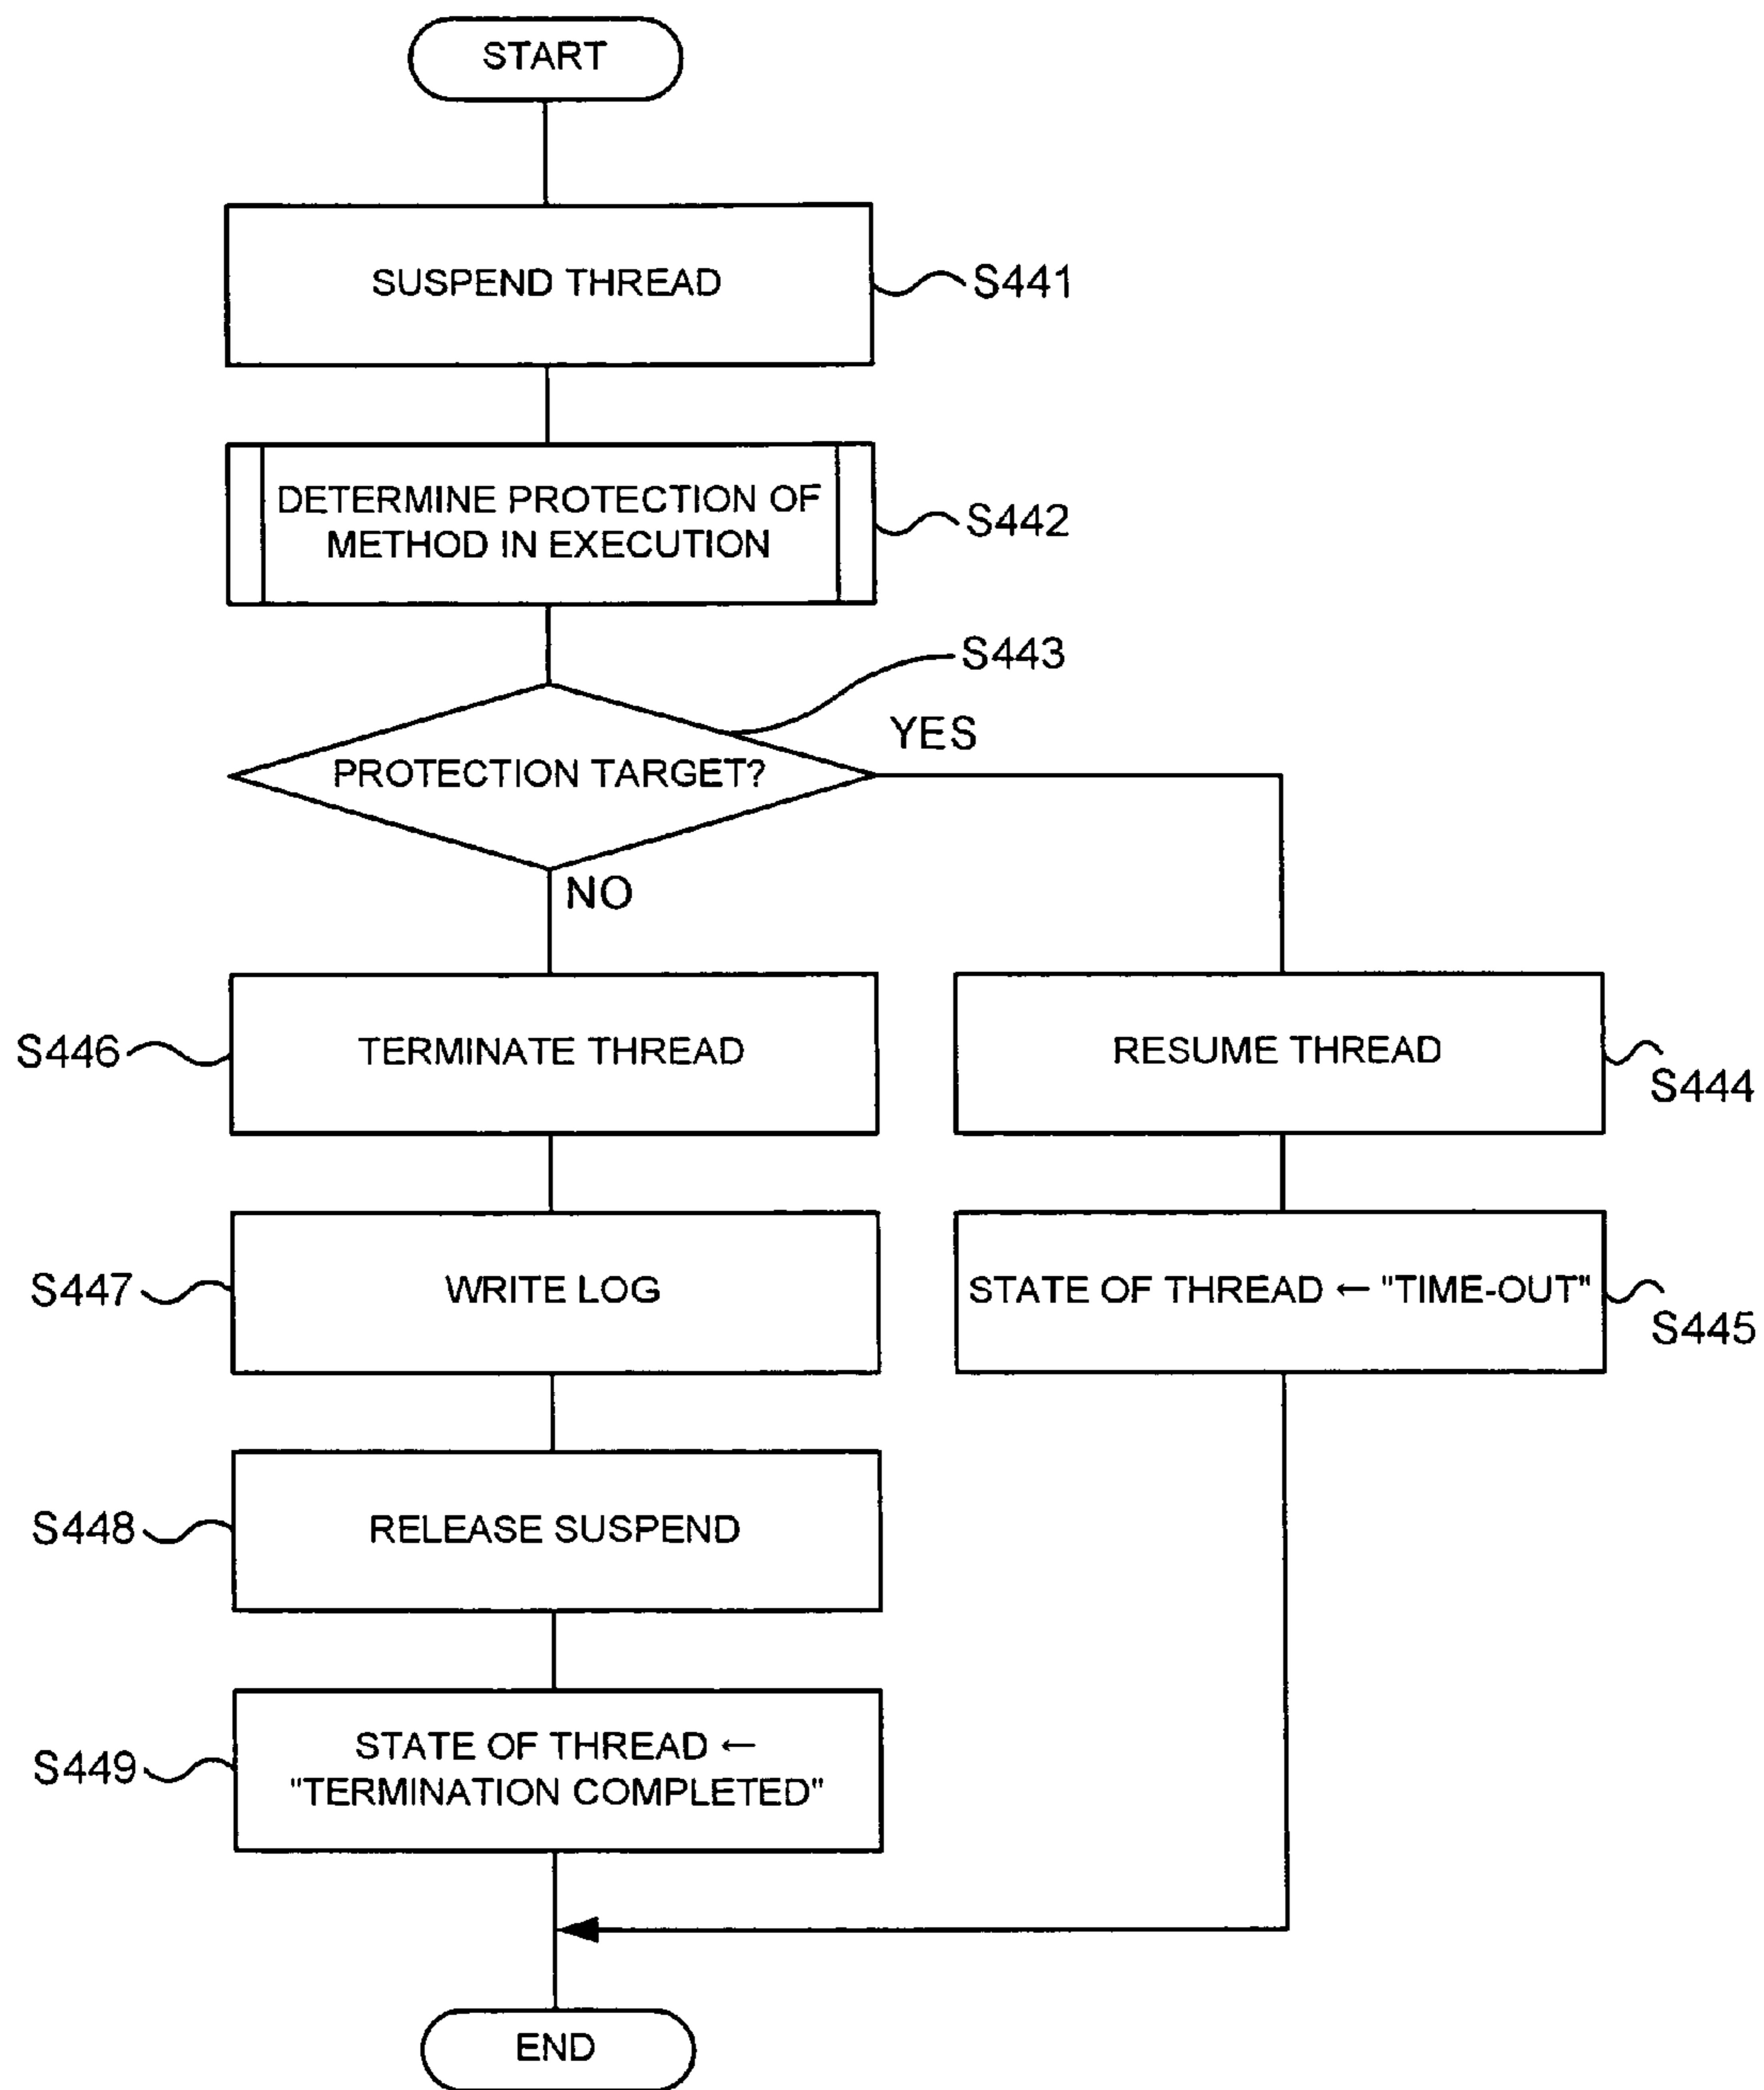 START
SUSPEND THREAD
S441
DETERMINE PROTECTION OF
METHOD IN EXECUTION
S442
S443
YES
PROTECTION TARGET?
NO
S446
TERMINATE THREAD
RESUME THREAD
S444
S447
WRITE LOG
STATE OF THREAD ← "TIME-OUT"
S445
S448
RELEASE SUSPEND
S449
STATE OF THREAD ←
"TERMINATION COMPLETED"
END